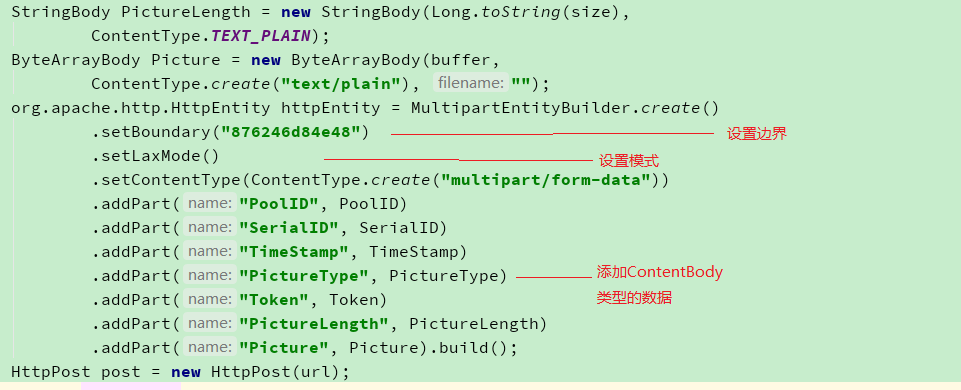 StringBody PictureLength = new StringBody(Long.toString(size),
ContentType.TEXT_PLAIN);
ByteArrayBody Picture = new ByteArrayBody(buffer,
ContentType.create("text/plain"), filename: "");
org.apache.http.HttpEntity httpEntity = MultipartEntityBuilder.create()
.setBoundary("876246d84e48") 设置边界
.setLaxMode() 设置模式
.setContentType(ContentType.create("multipart/form-data"))
.addPart( name: "PoolID", PoolID)
.addPart( name: "SerialID", SerialID)
.addPart( name: "TimeStamp", TimeStamp)
.addPart( name: "PictureType", PictureType) 添加ContentBody
类型的数据
.addPart( name: "Token", Token)
.addPart( name: "PictureLength", PictureLength)
.addPart( name: "Picture", Picture).build();
HttpPost post = new HttpPost(url);